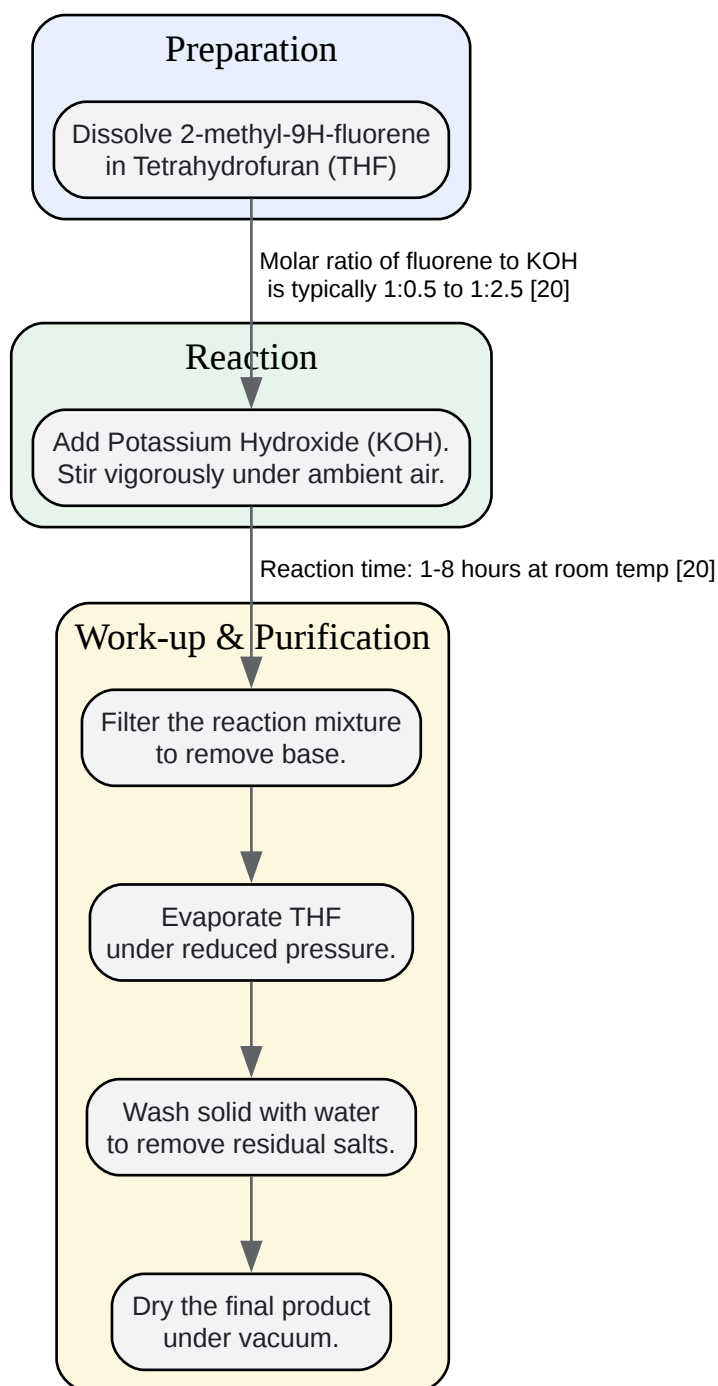 Preparation
Dissolve 2-methyl-9H-fluorene
in Tetrahydrofuran (THF)
Molar ratio of fluorene to KOH
is typically 1:0.5 to 1:2.5 [20]
Reaction
Add Potassium Hydroxide (KOH).
Stir vigorously under ambient air.
Reaction time: 1-8 hours at room temp [20]
Work-up & Purification
Filter the reaction mixture
to remove base.
Evaporate THF
under reduced pressure.
Wash solid with water
to remove residual salts.
Dry the final product
under vacuum.